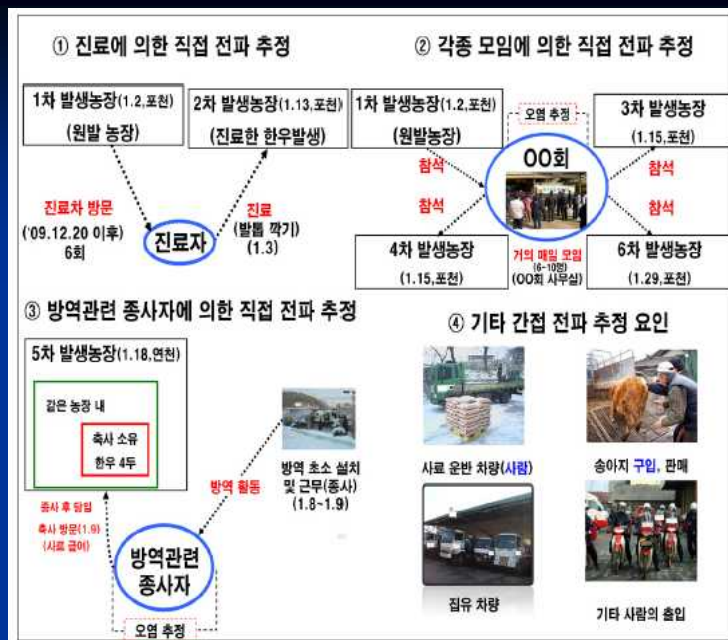 ① 진료에 의한 직접 전파 추정
1차 발생농장(1.2,포천)
(원발 농장)
2차 발생농장(1.13,포천)
(진료한 한우발생)
진료차 방문
('09.12.20 이후)
6회
진료자
진료
(발톱 깍기)
(1.3)
② 각종 모임에 의한 직접 전파 추정
1차 발생농장(1.2,포천)
(원발농장)
오염 추정
OO회
3차 발생농장
(1.15,포천)
참석
참석
참석
참석
4차 발생농장
(1.15,포천)
거의 매일 모임
(6~10명)
(OO회 사무실)
6차 발생농장
(1.29,포천)
③ 방역관련 종사자에 의한 직접 전파 추정
5차 발생농장(1.18,연천)
같은 농장 내
축사 소유
한우 4두
방역 활동
방역 초소 설치
및 근무(종사)
(1.8~1.9)
종사 후 당일
축사 방문(1.9)
(사료 급여)
방역관련
종사자
오염 추정
④ 기타 간접 전파 추정 요인
사료 운반 차량(사람)
송아지 구입, 판매
집유 차량
기타 사람의 출입